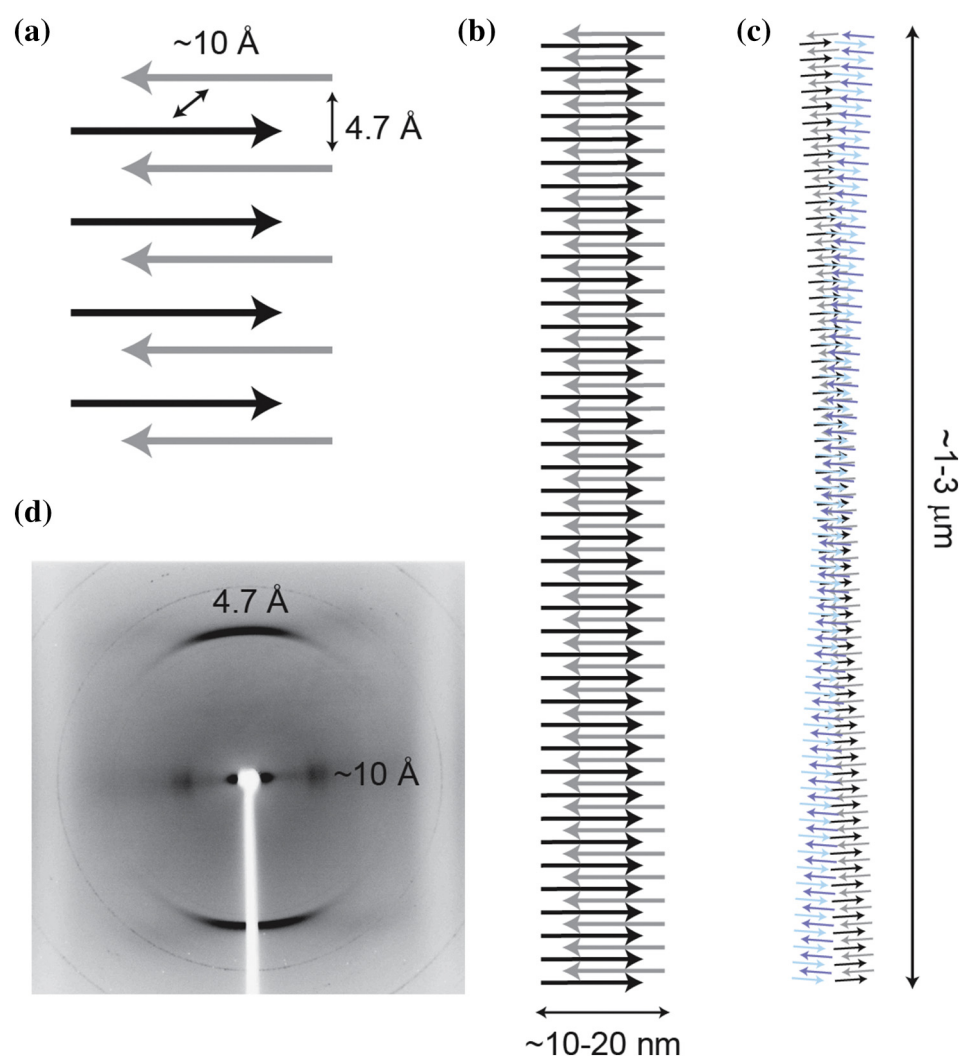 (a)
~10 Å
4.7 Å
(b)
~10-20 nm
(c)
~1-3 μm
(d)
4.7 Å
~10 Å